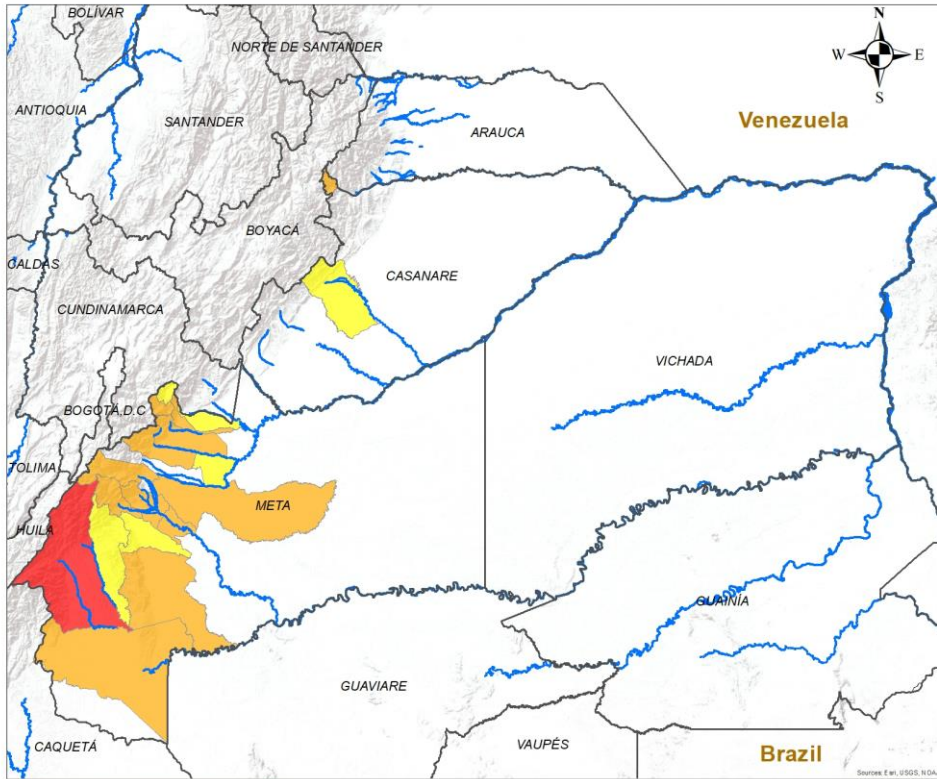 BOLÍVAR
N
NORTE DE SANTANDER
W
E
S
ANTIOQUIA
SANTANDER
ARAUCA
Venezuela
BOYACÁ
CALDAS
CASANARE
CUNDINAMARCA
VICHADA
BOGOTÁ,D.C
TOLIMA
META
HUILA
GUAINÍA
GUAVIARE
CAQUETÁ
VAUPÉS
Brazil
Sources: Esri, USGS, NOAA